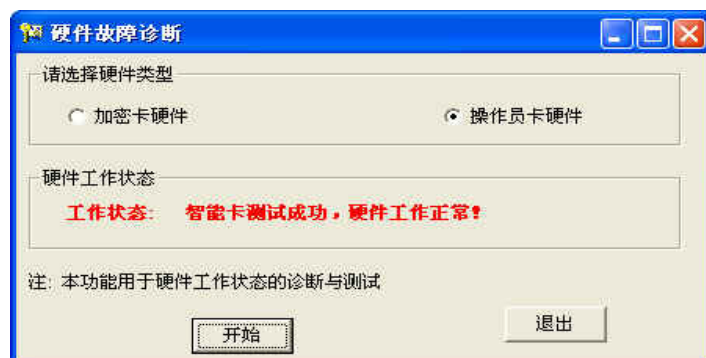 硬件故障诊断
请选择硬件类型
加密卡硬件 操作员卡硬件
硬件工作状态
工作状态: 智能卡测试成功，硬件工作正常!
注: 本功能用于硬件工作状态的诊断与测试
开始 退出